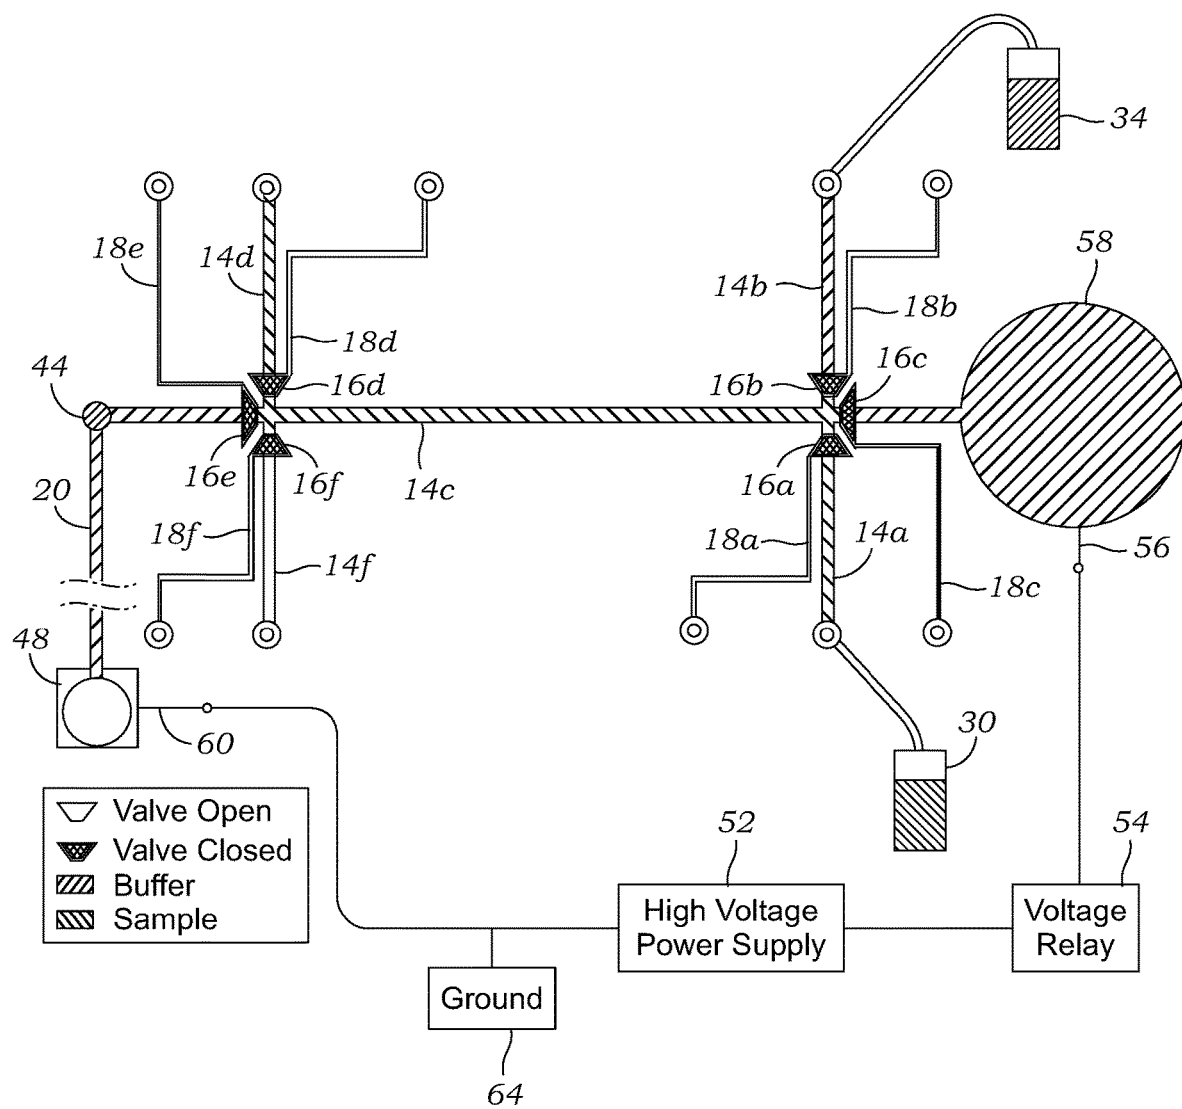 34
58
18e
14d
14b
18b
18d
16c
44
16d
16b
16e
16f
14c
16a
20
18f
18a
14a
56
14f
18c
48
60
30
Valve Open
Valve Closed
Buffer
Sample
52
54
High Voltage
Power Supply
Voltage
Relay
Ground
64